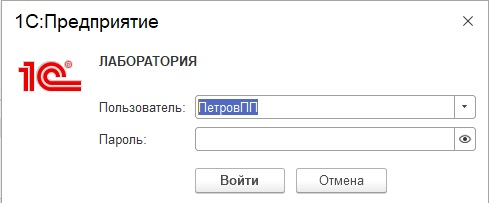 1С:Предприятие
1С
ЛАБОРАТОРИЯ
Пользователь: ПетровПП
Пароль:
Войти Отмена